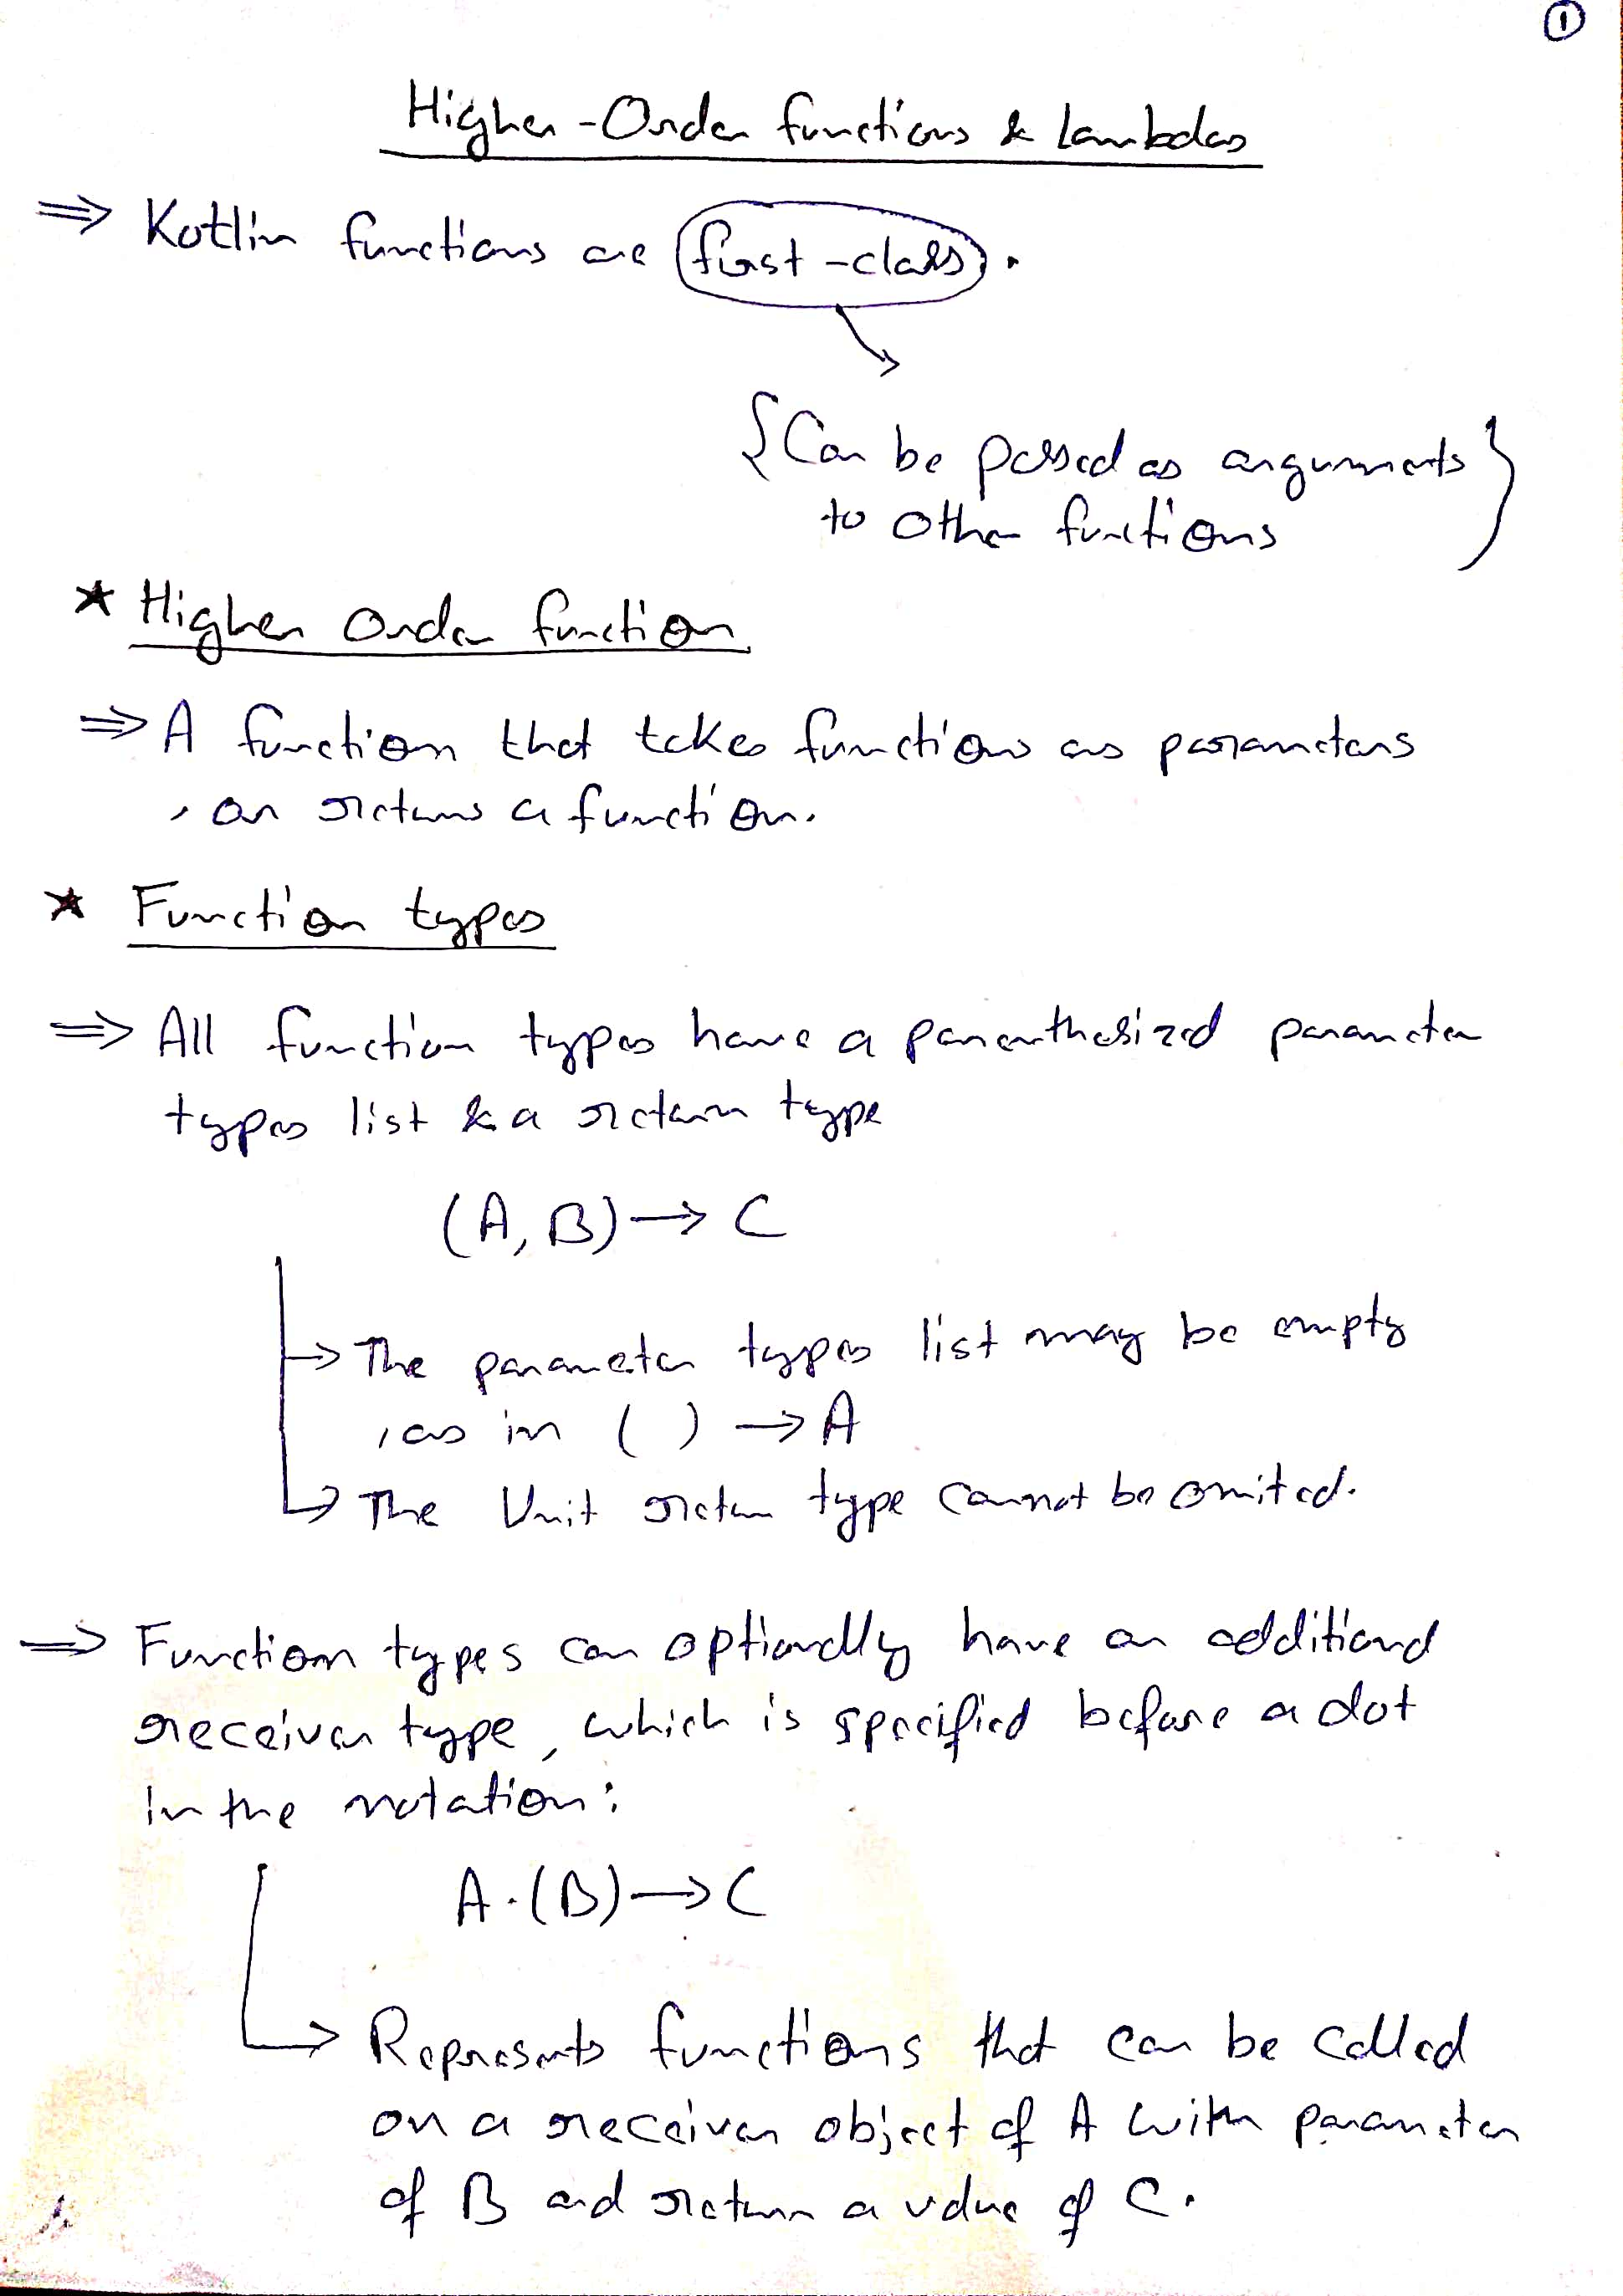 ①
Higher-Order functions & Lambdas
⇒ Kotlin functions are first-class.
{Can be passed as arguments
to other functions}
* Higher Order function
⇒ A function that takes functions as parameters
, or returns a function.
* Function types
⇒ All function types have a parenthesized parameter
types list & a return type
(A, B) → C
→ The parameter types list may be empty
, as in ( ) → A
→ The Unit return type cannot be omited.
⇒ Function types can optionally have an additional
receiver type, which is specified before a dot
in the notation:
A.(B) → C
→ Represents functions that can be called
on a receiver object of A with parameter
of B and return a value of C.